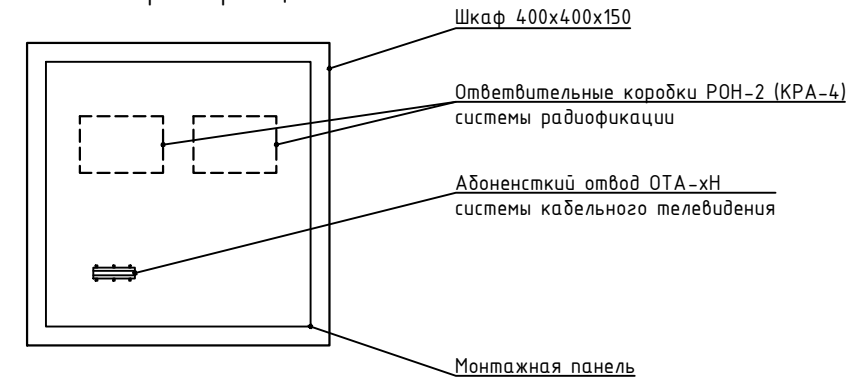 Шкаф 400х400х150
Ответвительные коробки РОН-2 (КРА-4)
системы радиофикации
Абоненсткий отвод ОТА-хН
системы кабельного телевидения
Монтажная панель